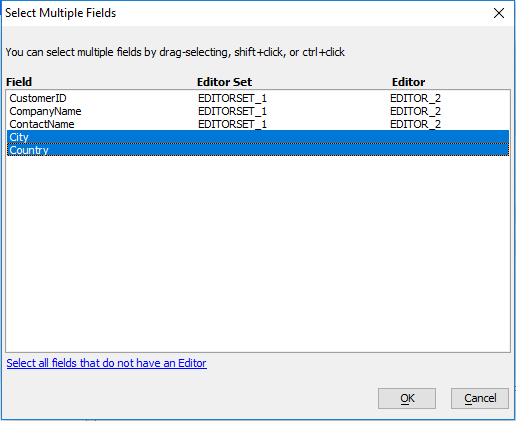 Select Multiple Fields
You can select multiple fields by drag-selecting, shift+click, or ctrl+click
Field Editor Set Editor
CustomerID EDITORSET_1 EDITOR_2
CompanyName EDITORSET_1 EDITOR_2
ContactName EDITORSET_1 EDITOR_2
City
Country
Select all fields that do not have an Editor
OK Cancel